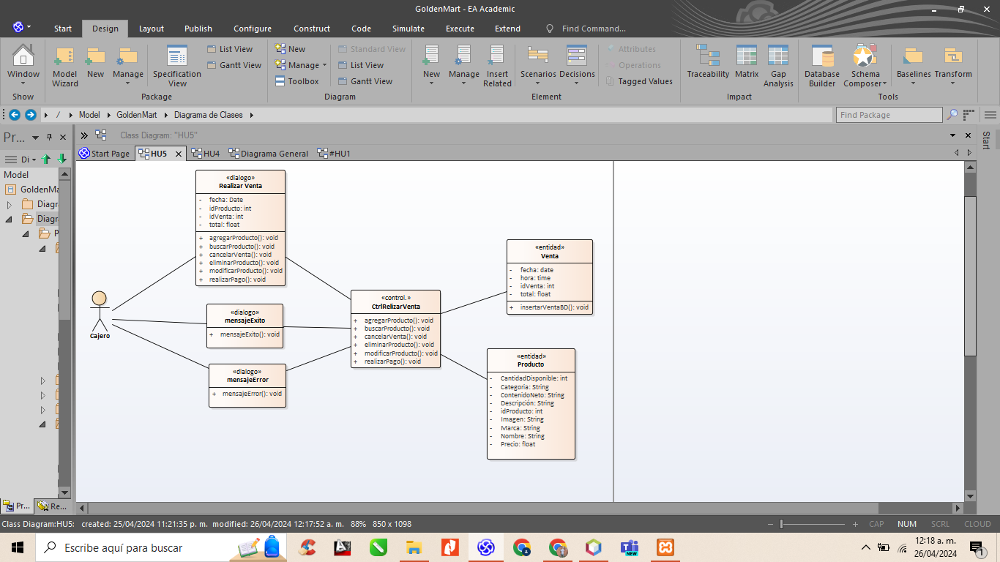 GoldenMart - EA Academic
Start Design Layout Publish Configure Construct Code Simulate Execute Extend Find Command...
Window
Show
Model Wizard
New
Manage
Specification View
List View
Gantt View
Package
New
Manage
Toolbox
Standard View
List View
Gantt View
Diagram
New
Manage
Insert Related
Scenarios
Decisions
Attributes
Operations
Tagged Values
Element
Traceability
Matrix
Gap Analysis
Impact
Database Builder
Schema Composer
Baselines
Transform
Tools
/ Model GoldenMart Diagrama de Clases
Find Package
Pr...
Class Diagram: "HU5"
Start Page HU5 HU4 Diagrama General #HU1
Start
Di
Model
GoldenMa
Diagr
Diagr
P
Pr... Re...
«dialogo»
Realizar Venta
- fecha: Date
- idProducto: int
- idVenta: int
- total: float
+ agregarProducto(): void
+ buscarProducto(): void
+ cancelarVenta(): void
+ eliminarProducto(): void
+ modificarProducto(): void
+ realizarPago(): void
Cajero
«dialogo»
mensajeExito
+ mensajeExito(): void
«dialogo»
mensajeError
+ mensajeError(): void
«control.»
CtrlRelizarVenta
+ agregarProducto(): void
+ buscarProducto(): void
+ cancelarVenta(): void
+ eliminarProducto(): void
+ modificarProducto(): void
+ realizarPago(): void
«entidad»
Venta
- fecha: date
- hora: time
- idVenta: int
- total: float
+ insertarVentaBD(): void
«entidad»
Producto
- CantidadDisponible: int
- Categoria: String
- ContenidoNeto: String
- Descripción: String
- idProducto: int
- Imagen: String
- Marca: String
- Nombre: String
- Precio: float
Class Diagram:HU5: created: 25/04/2024 11:21:35 p. m. modified: 26/04/2024 12:17:52 a. m. 88% 850 x 1098
CAP NUM SCRL CLOUD
Escribe aquí para buscar
NEW
12:18 a. m.
26/04/2024
1